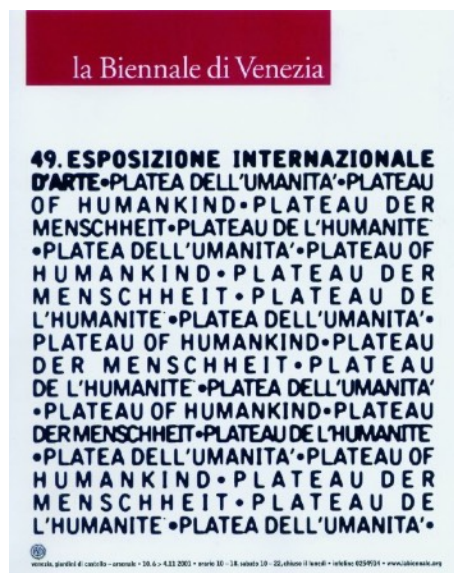 la Biennale di Venezia
49. ESPOSIZIONE INTERNAZIONALE
D'ARTE•PLATEA DELL'UMANITA'•PLATEAU
OF HUMANKIND•PLATEAU DER
MENSCHHEIT•PLATEAU DE L'HUMANITE'
•PLATEA DELL'UMANITA'•PLATEAU OF
HUMANKIND•PLATEAU DER
MENSCHHEIT•PLATEAU DE
L'HUMANITE'•PLATEA DELL'UMANITA'•
PLATEAU OF HUMANKIND•PLATEAU
DER MENSCHHEIT•PLATEAU
DE L'HUMANITE'•PLATEA DELL'UMANITA'
•PLATEAU OF HUMANKIND•PLATEAU
DER MENSCHHEIT•PLATEAU DE L'HUMANITE'
•PLATEA DELL'UMANITA'•PLATEAU OF
HUMANKIND•PLATEAU DER
MENSCHHEIT•PLATEAU DE
L'HUMANITE'•PLATEA DELL'UMANITA'•
venezia, giardini di castello - arsenale • 10.6 > 4.11 2001 • orario 10 - 18, sabato 10 - 22, chiuso il lunedì • infoline • www.labiennale.org